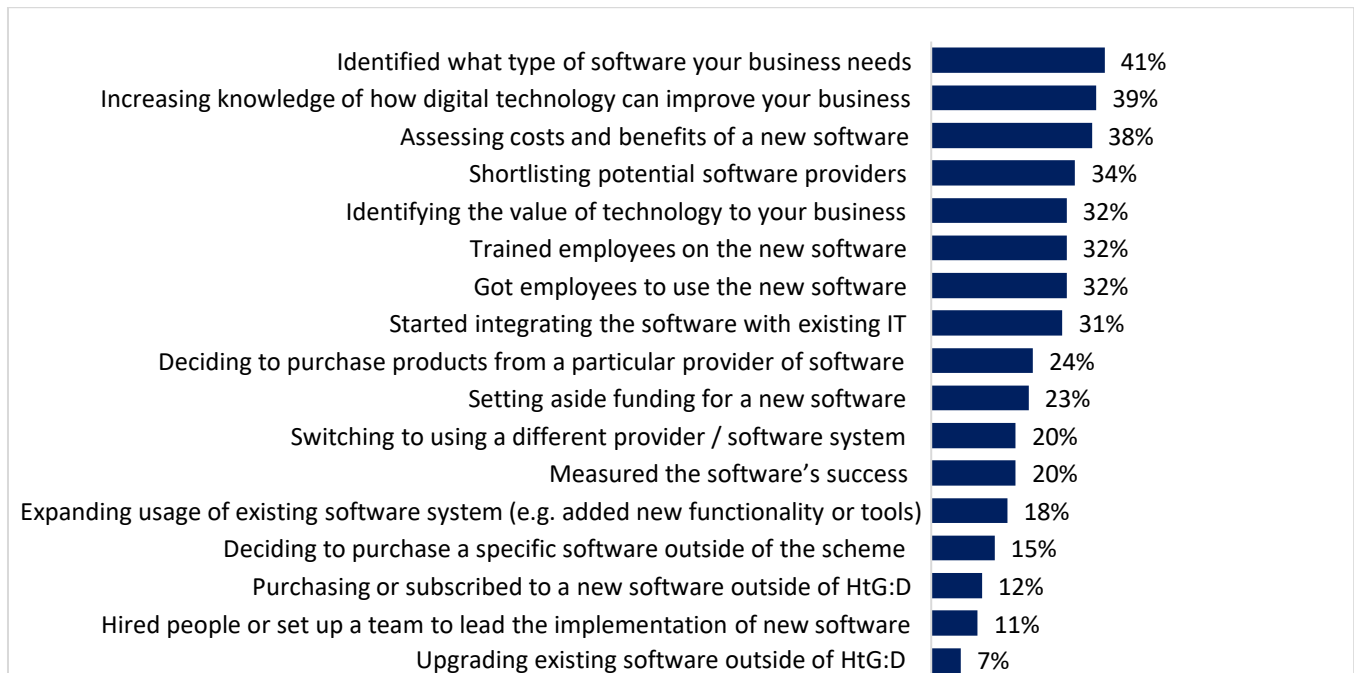 Identified what type of software your business needs 41%
Increasing knowledge of how digital technology can improve your business 39%
Assessing costs and benefits of a new software 38%
Shortlisting potential software providers 34%
Identifying the value of technology to your business 32%
Trained employees on the new software 32%
Got employees to use the new software 32%
Started integrating the software with existing IT 31%
Deciding to purchase products from a particular provider of software 24%
Setting aside funding for a new software 23%
Switching to using a different provider / software system 20%
Measured the software’s success 20%
Expanding usage of existing software system (e.g. added new functionality or tools) 18%
Deciding to purchase a specific software outside of the scheme 15%
Purchasing or subscribed to a new software outside of HtG:D 12%
Hired people or set up a team to lead the implementation of new software 11%
Upgrading existing software outside of HtG:D 7%